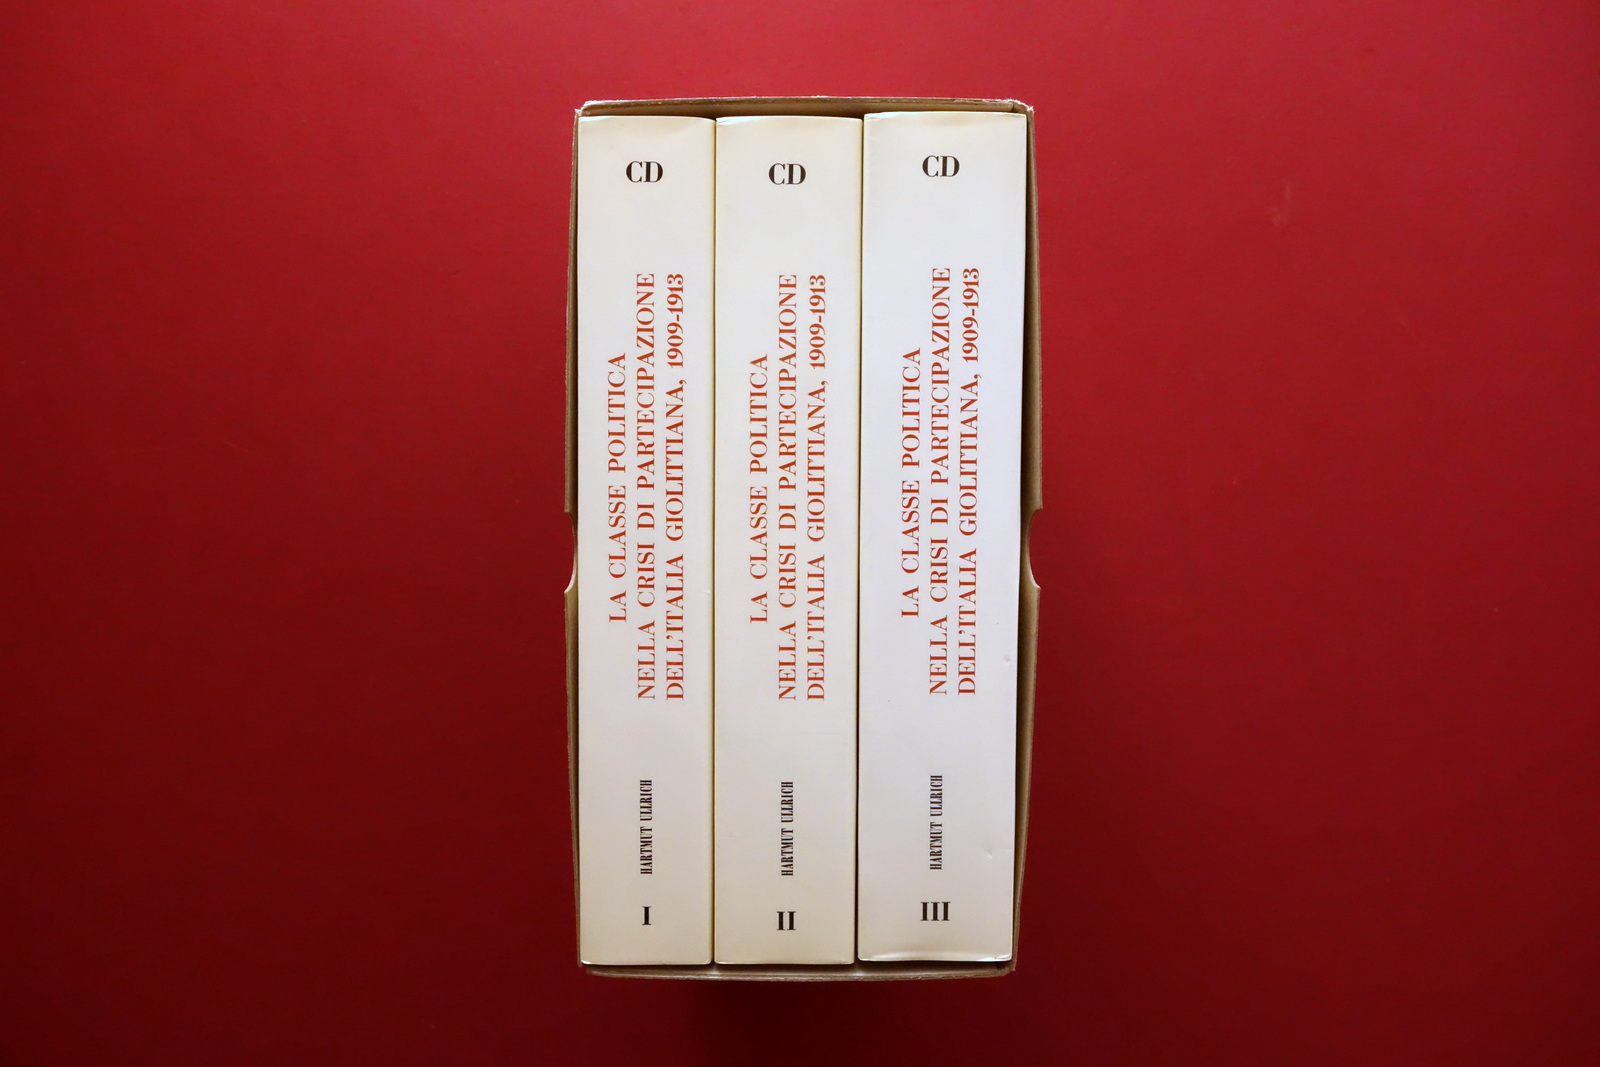 CD
LA CLASSE POLITICA
NELLA CRISI DI PARTECIPAZIONE
DELL'ITALIA GIOLITTIANA, 1909-1913
HARTMUT ULLRICH
I
CD
LA CLASSE POLITICA
NELLA CRISI DI PARTECIPAZIONE
DELL'ITALIA GIOLITTIANA, 1909-1913
HARTMUT ULLRICH
II
CD
LA CLASSE POLITICA
NELLA CRISI DI PARTECIPAZIONE
DELL'ITALIA GIOLITTIANA, 1909-1913
HARTMUT ULLRICH
III